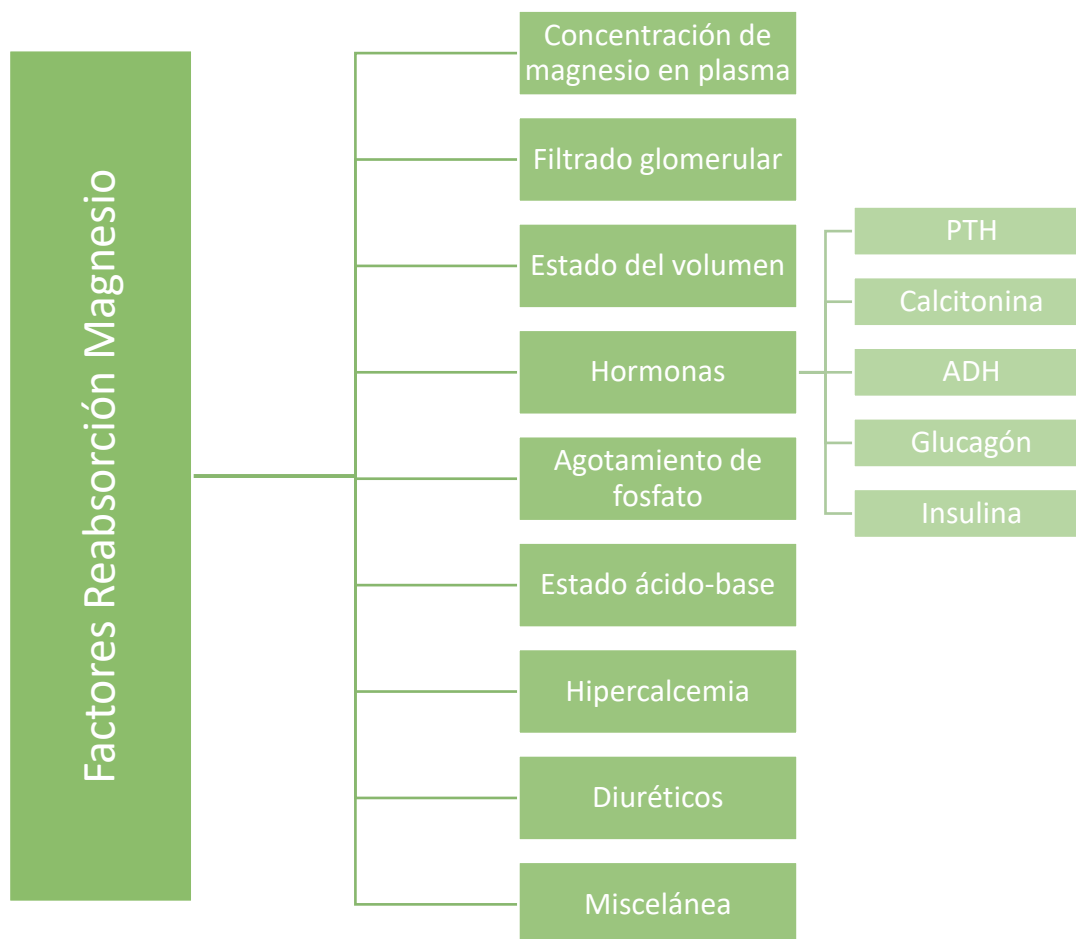 Factores Reabsorción Magnesio
Concentración de
magnesio en plasma
Filtrado glomerular
Estado del volumen
Hormonas
PTH
Calcitonina
ADH
Glucagón
Insulina
Agotamiento de
fosfato
Estado ácido-base
Hipercalcemia
Diuréticos
Miscelánea